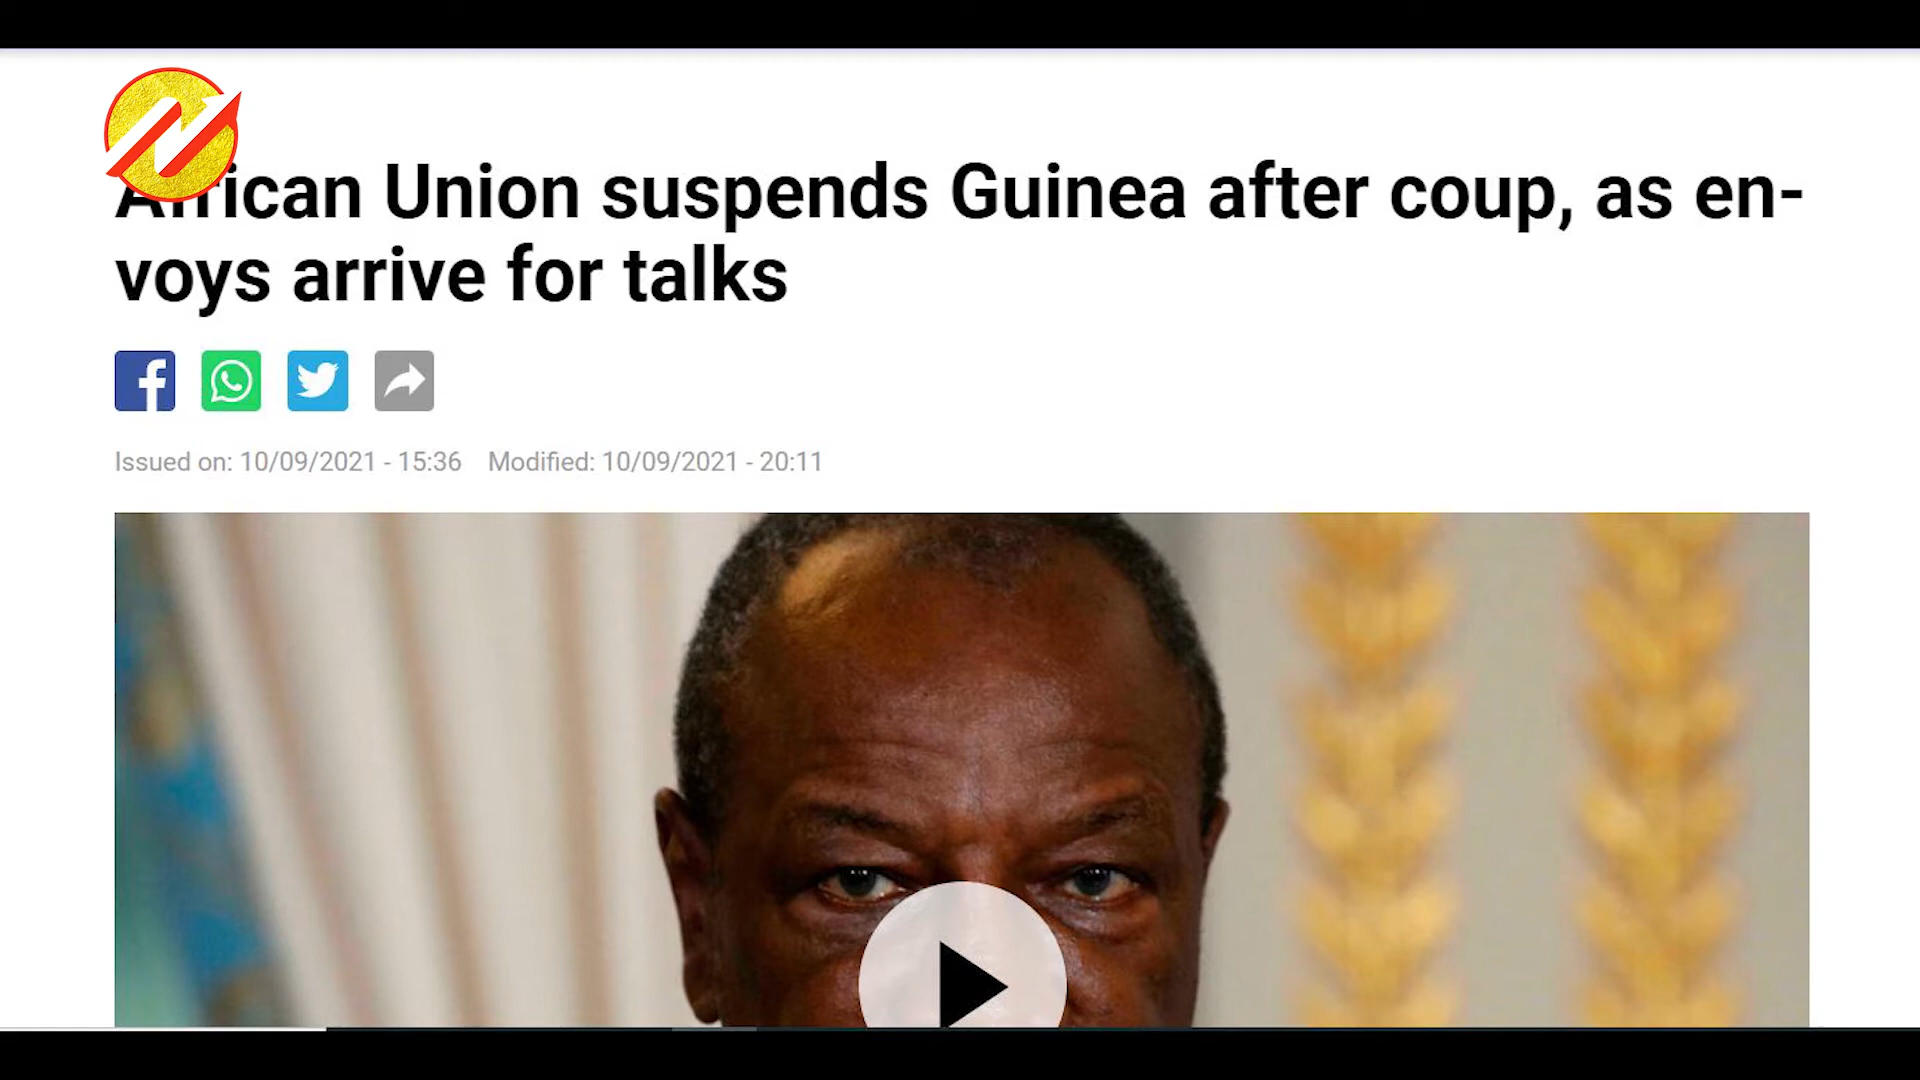 African Union suspends Guinea after coup, as en-
voys arrive for talks
Issued on: 10/09/2021 - 15:36 Modified: 10/09/2021 - 20:11